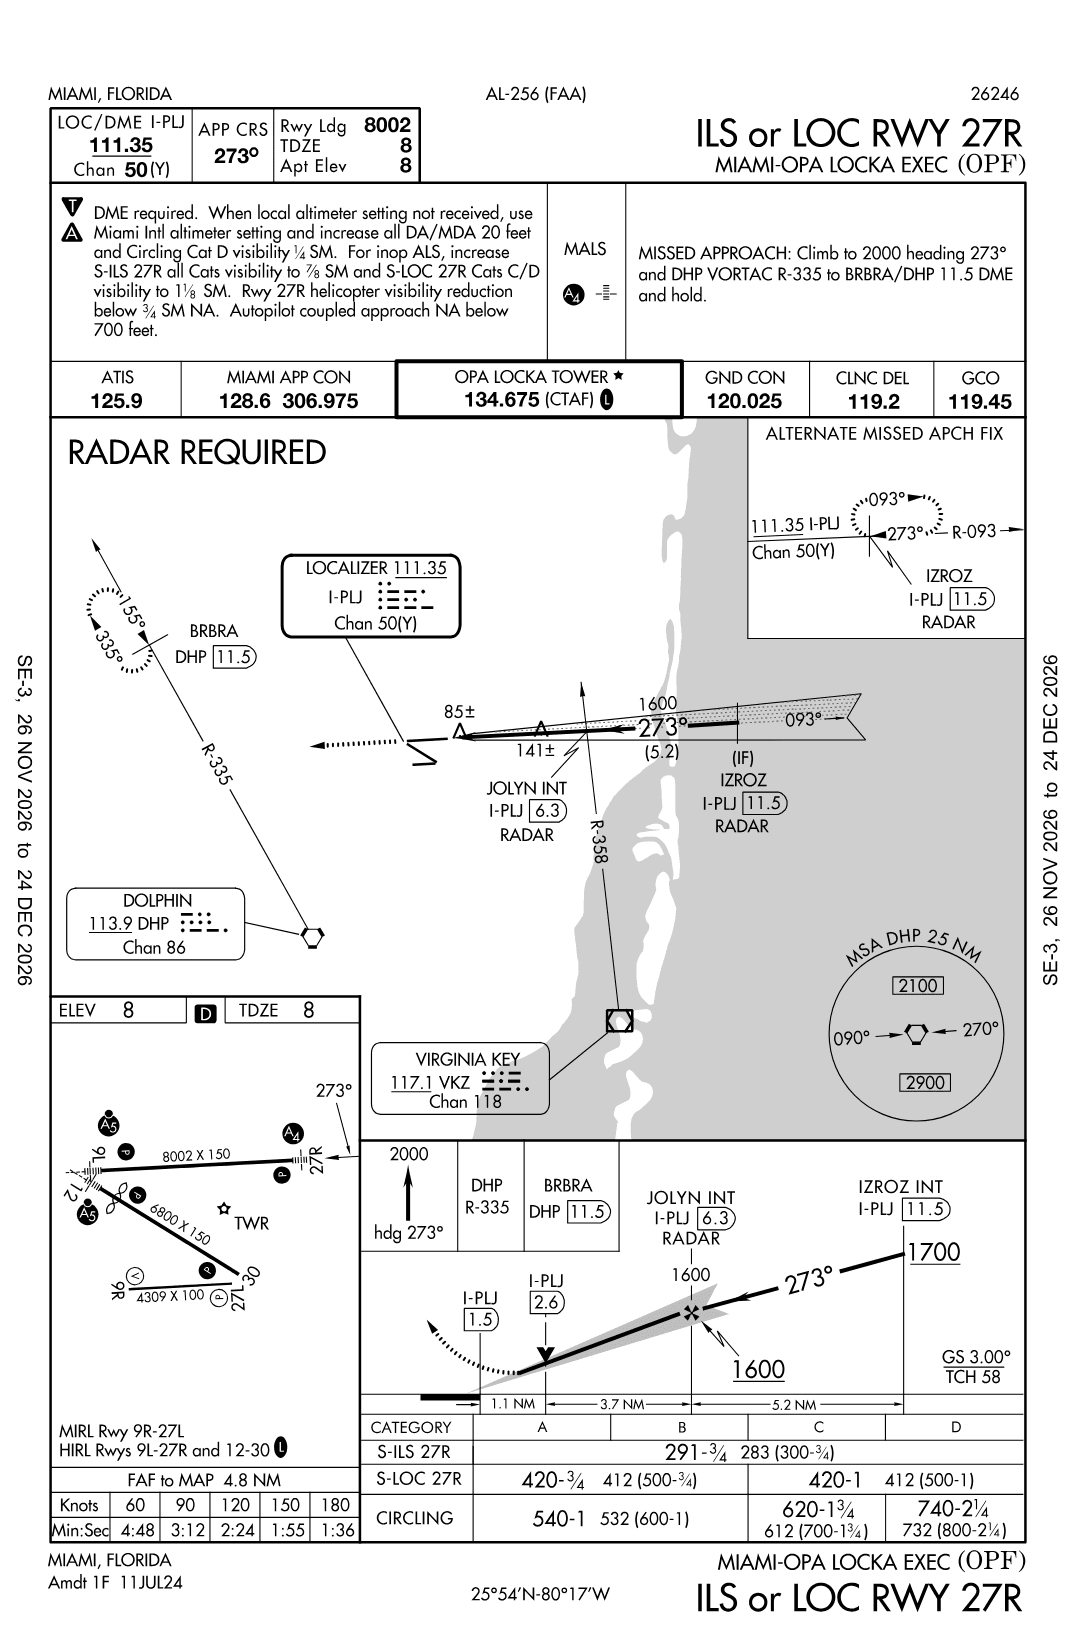 MIAMI, FLORIDA
AL-256 (FAA)
26246
LOC/DME I-PLJ
111.35
Chan 50(Y)
APP CRS
273°
Rwy Ldg 8002
TDZE 8
Apt Elev 8
ILS or LOC RWY 27R
MIAMI-OPA LOCKA EXEC (OPF)
T
A
DME required. When local altimeter setting not received, use
Miami Intl altimeter setting and increase all DA/MDA 20 feet
and Circling Cat D visibility ¼ SM. For inop ALS, increase
S-ILS 27R all Cats visibility to ⅞ SM and S-LOC 27R Cats C/D
visibility to 1⅛ SM. Rwy 27R helicopter visibility reduction
below ¾ SM NA. Autopilot coupled approach NA below
700 feet.
MALS
A4
MISSED APPROACH: Climb to 2000 heading 273°
and DHP VORTAC R-335 to BRBRA/DHP 11.5 DME
and hold.
ATIS
125.9
MIAMI APP CON
128.6 306.975
OPA LOCKA TOWER ★
134.675 (CTAF) L
GND CON
120.025
CLNC DEL
119.2
GCO
119.45
RADAR REQUIRED
ALTERNATE MISSED APCH FIX
093°
111.35 I-PLJ
Chan 50(Y)
273°
R-093
IZROZ
I-PLJ 11.5
RADAR
LOCALIZER 111.35
I-PLJ
Chan 50(Y)
155°
335°
BRBRA
DHP 11.5
R-335
85±
141±
1600
273°
(5.2)
093°
(IF)
IZROZ
I-PLJ 11.5
RADAR
JOLYN INT
I-PLJ 6.3
RADAR
R-358
DOLPHIN
113.9 DHP
Chan 86
VIRGINIA KEY
117.1 VKZ
Chan 118
MSA DHP 25 NM
2100
090°
270°
2900
SE-3, 26 NOV 2026 to 24 DEC 2026
SE-3, 26 NOV 2026 to 24 DEC 2026
ELEV 8
D
TDZE 8
273°
A5
P
A4
9L
8002 X 150
27R
P
12
A5
P
6800 X 150
TWR
P
30
V
9R
4309 X 100
P
27L
MIRL Rwy 9R-27L
HIRL Rwys 9L-27R and 12-30 L
FAF to MAP 4.8 NM
Knots 60 90 120 150 180
Min:Sec 4:48 3:12 2:24 1:55 1:36
2000
hdg 273°
DHP
R-335
BRBRA
DHP 11.5
JOLYN INT
I-PLJ 6.3
RADAR
1600
IZROZ INT
I-PLJ 11.5
1700
273°
I-PLJ
2.6
I-PLJ
1.5
1600
GS 3.00°
TCH 58
1.1 NM
3.7 NM
5.2 NM
CATEGORY A B C D
S-ILS 27R 291-¾ 283 (300-¾)
S-LOC 27R 420-¾ 412 (500-¾) 420-1 412 (500-1)
CIRCLING 540-1 532 (600-1)
620-1¾
612 (700-1¾)
740-2¼
732 (800-2¼)
MIAMI, FLORIDA
Amdt 1F 11JUL24
25°54'N-80°17'W
MIAMI-OPA LOCKA EXEC (OPF)
ILS or LOC RWY 27R